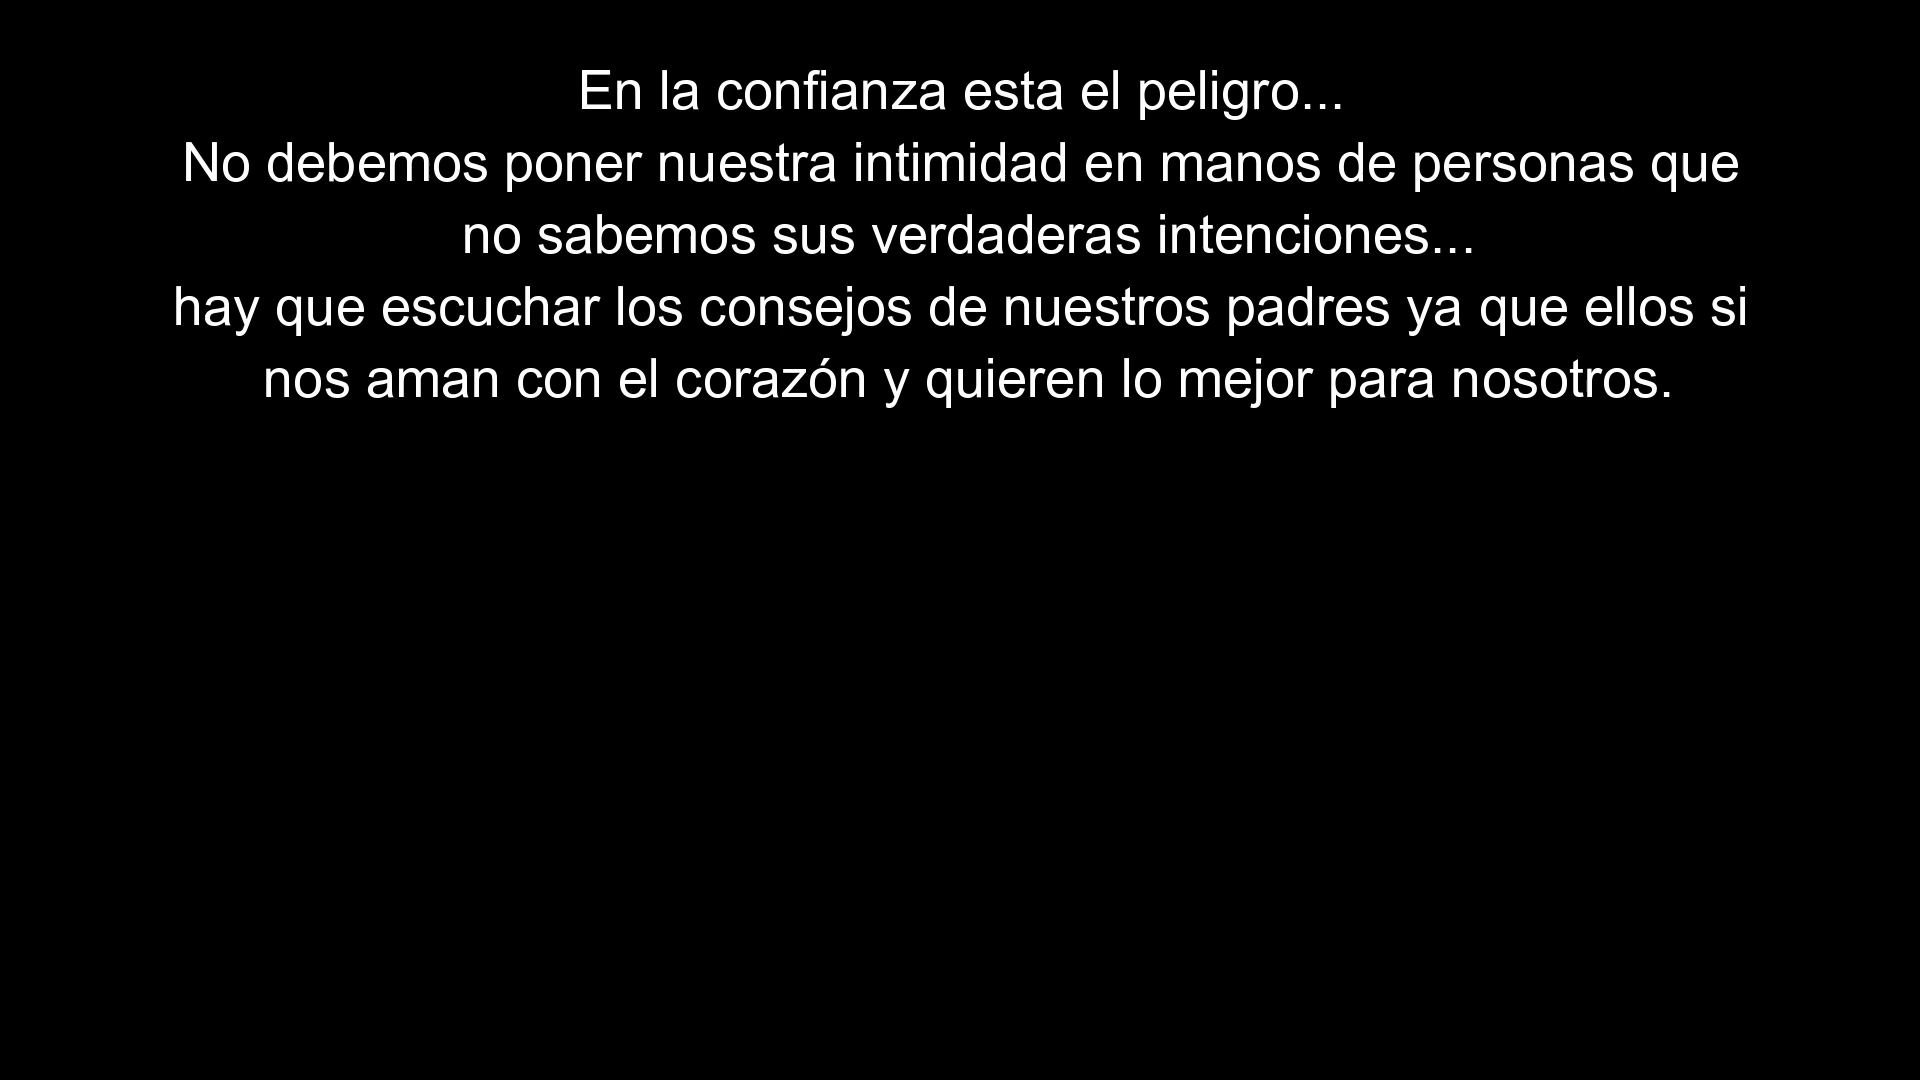 En la confianza esta el peligro...
No debemos poner nuestra intimidad en manos de personas que
no sabemos sus verdaderas intenciones...
hay que escuchar los consejos de nuestros padres ya que ellos si
nos aman con el corazón y quieren lo mejor para nosotros.